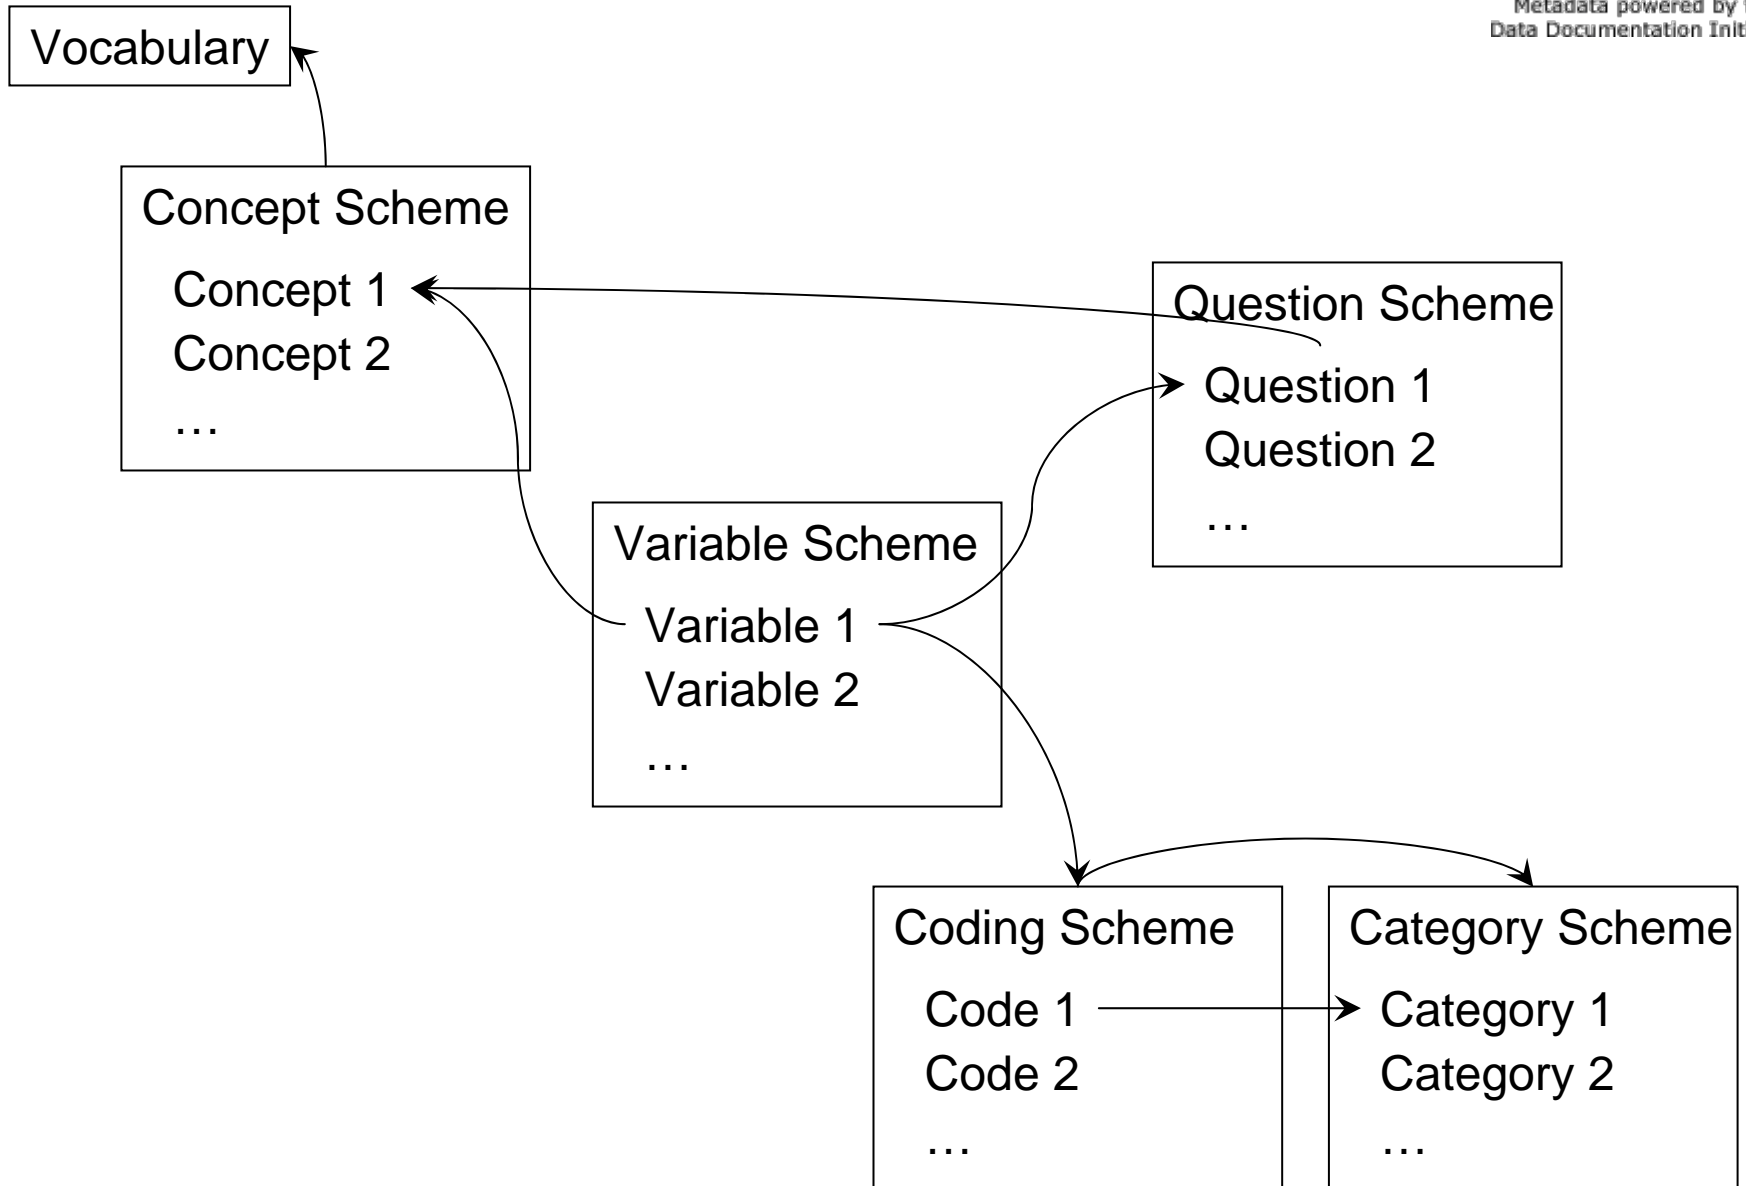 Metadata powered by
Data Documentation
Vocabulary
Concept Scheme
Concept 1
Concept 2
…
Question Scheme
Question 1
Question 2
…
Variable Scheme
Variable 1
Variable 2
…
Coding Scheme
Code 1
Code 2
…
Category Scheme
Category 1
Category 2
…